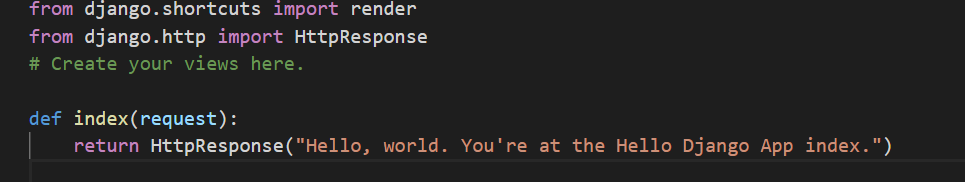 from django.shortcuts import render
from django.http import HttpResponse
# Create your views here.
def index(request):
    return HttpResponse("Hello, world. You're at the Hello Django App index.")